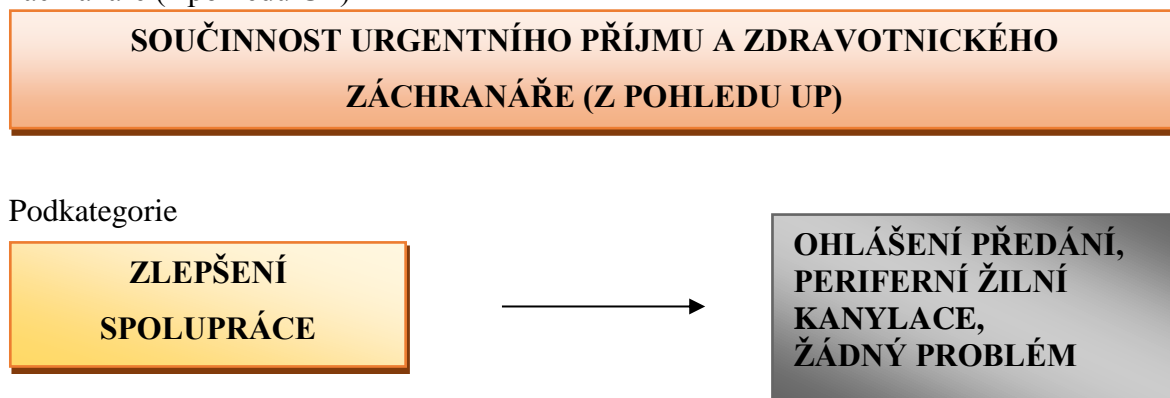 SOUČINNOST URGENTNÍHO PŘÍJMU A ZDRAVOTNICKÉHO
ZÁCHRANÁŘE (Z POHLEDU UP)
Podkategorie
ZLEPŠENÍ
SPOLUPRÁCE
OHLÁŠENÍ PŘEDÁNÍ,
PERIFERNÍ ŽILNÍ
KANYLACE,
ŽÁDNÝ PROBLÉM